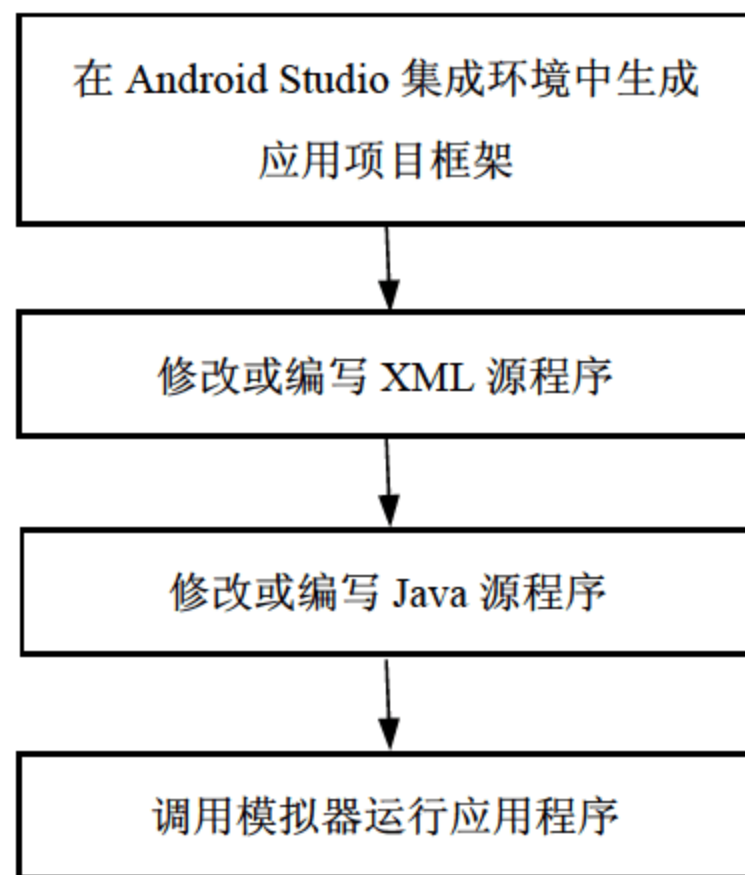 在 Android Studio 集成环境中生成
应用项目框架
修改或编写 XML 源程序
修改或编写 Java 源程序
调用模拟器运行应用程序